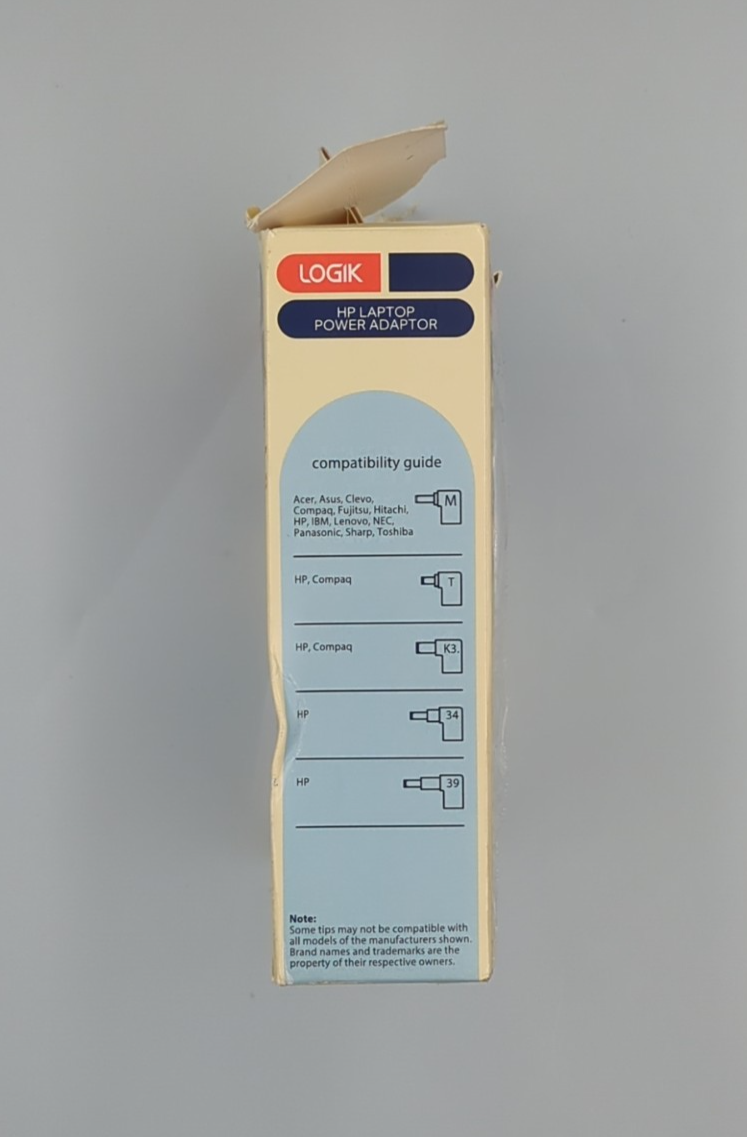 LOGIK
HP LAPTOP
POWER ADAPTOR
compatibility guide
Acer, Asus, Clevo,
Compaq, Fujitsu, Hitachi,
HP, IBM, Lenovo, NEC,
Panasonic, Sharp, Toshiba
M
HP, Compaq
T
HP, Compaq
K3.
HP
34
HP
39
Note:
Some tips may not be compatible with
all models of the manufacturers shown.
Brand names and trademarks are the
property of their respective owners.